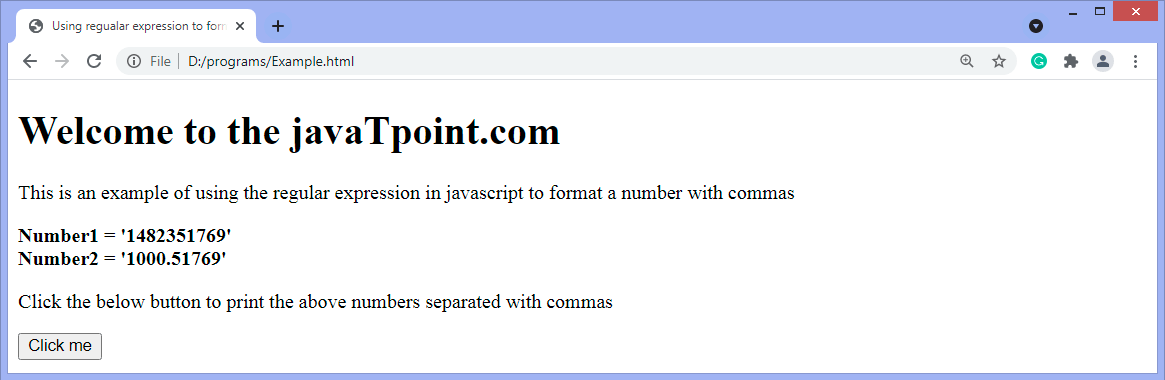 Using regualar expression to forn
File
D:/programs/Example.html
Welcome to the javaTpoint.com
This is an example of using the regular expression in javascript to format a number with commas
Number1 = '1482351769'
Number2 = '1000.51769'
Click the below button to print the above numbers separated with commas
Click me